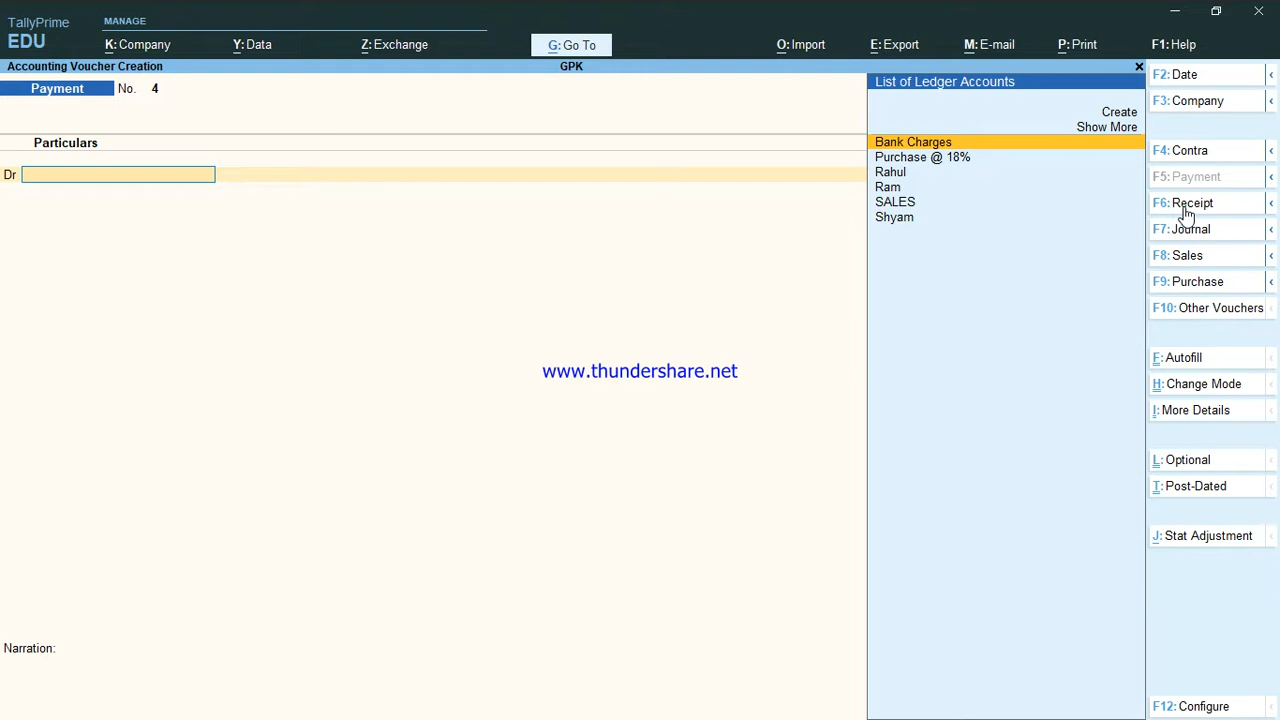 TallyPrime
EDU
MANAGE
K: Company
Y: Data
Z: Exchange
G: Go To
O: Import
E: Export
M: E-mail
P: Print
F1: Help
Accounting Voucher Creation
GPK
Payment No. 4
Particulars
Dr
Narration:
www.thundershare.net
List of Ledger Accounts
Create
Show More
Bank Charges
Purchase @ 18%
Rahul
Ram
SALES
Shyam
F2: Date
F3: Company
F4: Contra
F5: Payment
F6: Receipt
F7: Journal
F8: Sales
F9: Purchase
F10: Other Vouchers
F: Autofill
H: Change Mode
I: More Details
L: Optional
T: Post-Dated
J: Stat Adjustment
F12: Configure